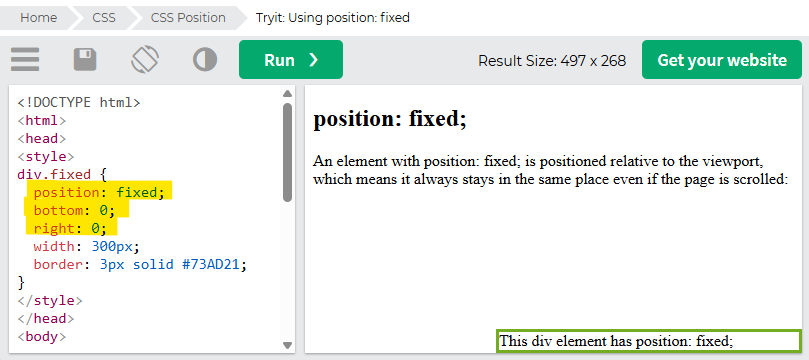 Home CSS CSS Position Tryit: Using position: fixed
Run ❯ Result Size: 497 x 268 Get your website
<!DOCTYPE html>
<html>
<head>
<style>
div.fixed {
position: fixed;
bottom: 0;
right: 0;
width: 300px;
border: 3px solid #73AD21;
}
</style>
</head>
<body>
position: fixed;
An element with position: fixed; is positioned relative to the viewport,
which means it always stays in the same place even if the page is scrolled:
This div element has position: fixed;